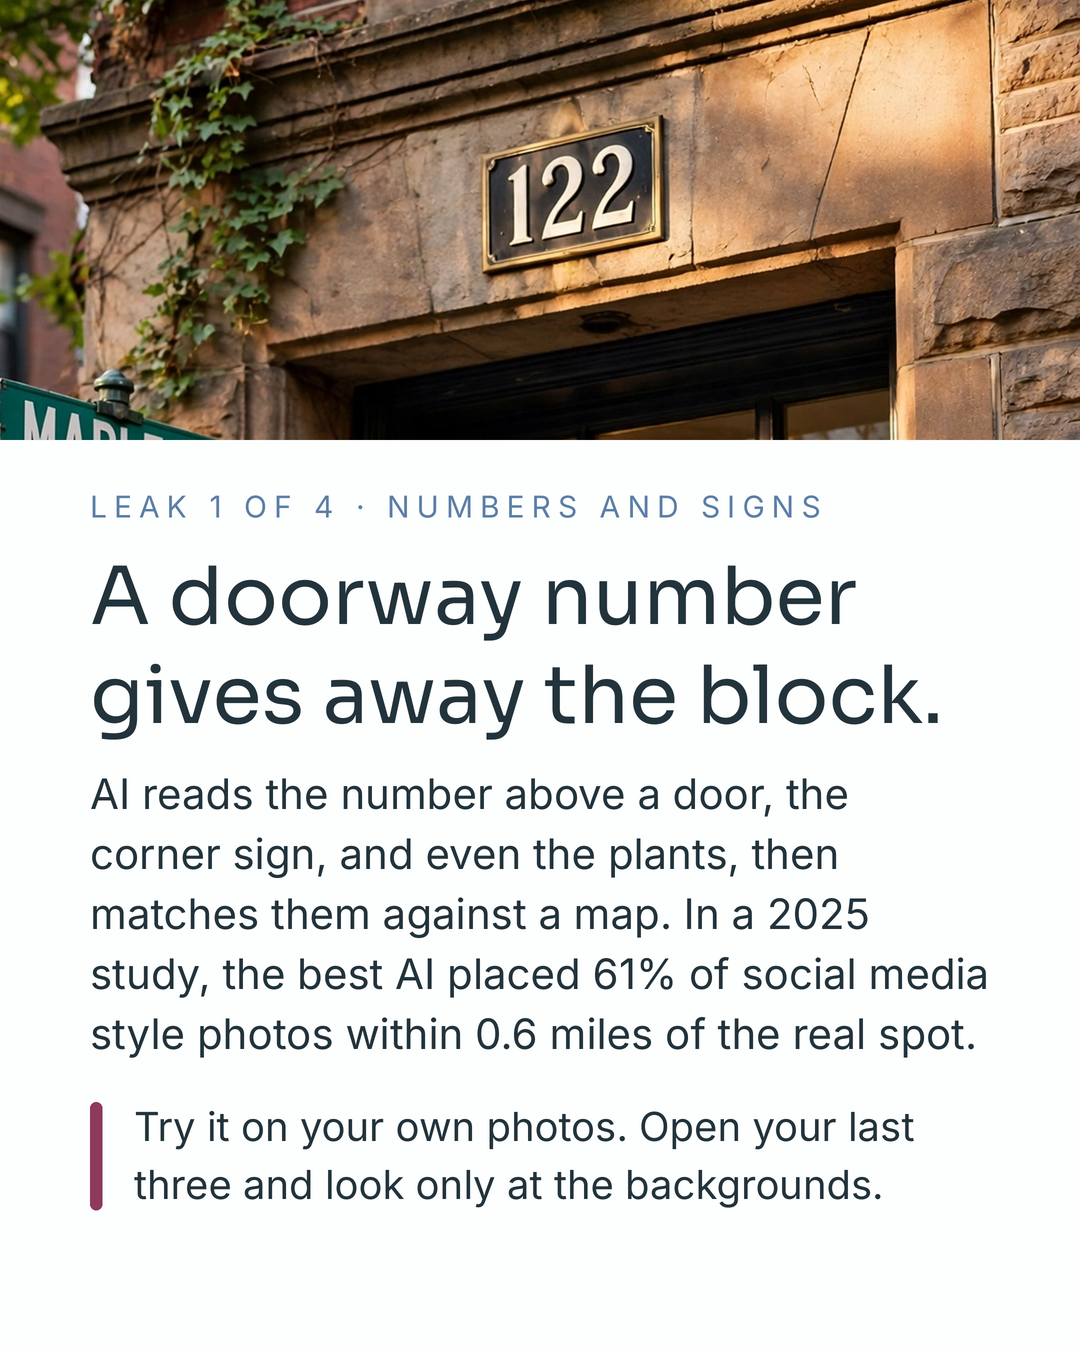 122
LEAK 1 OF 4 · NUMBERS AND SIGNS
A doorway number
gives away the block.
AI reads the number above a door, the
corner sign, and even the plants, then
matches them against a map. In a 2025
study, the best AI placed 61% of social media
style photos within 0.6 miles of the real spot.
Try it on your own photos. Open your last
three and look only at the backgrounds.